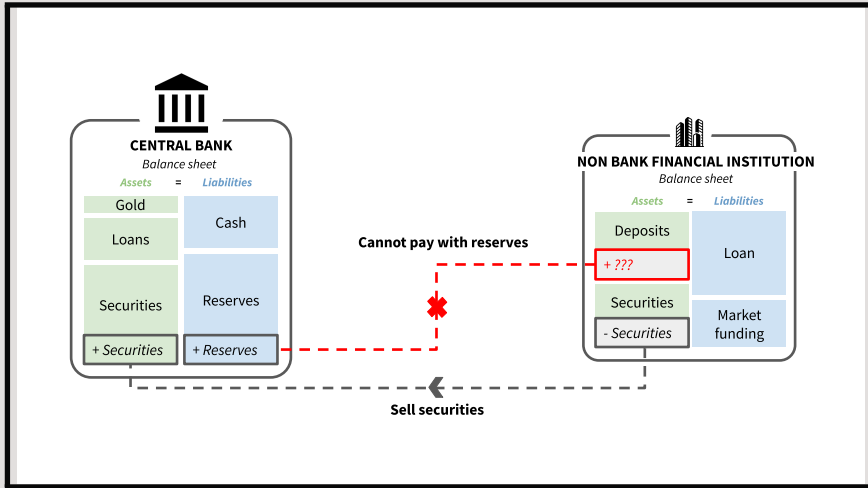 CENTRAL BANK
Balance sheet
Assets = Liabilities
Gold
Cash
Loans
Securities
Reserves
+ Securities
+ Reserves
Cannot pay with reserves
Sell securities
NON BANK FINANCIAL INSTITUTION
Balance sheet
Assets = Liabilities
Deposits
Loan
+ ???
Securities
Market
funding
- Securities